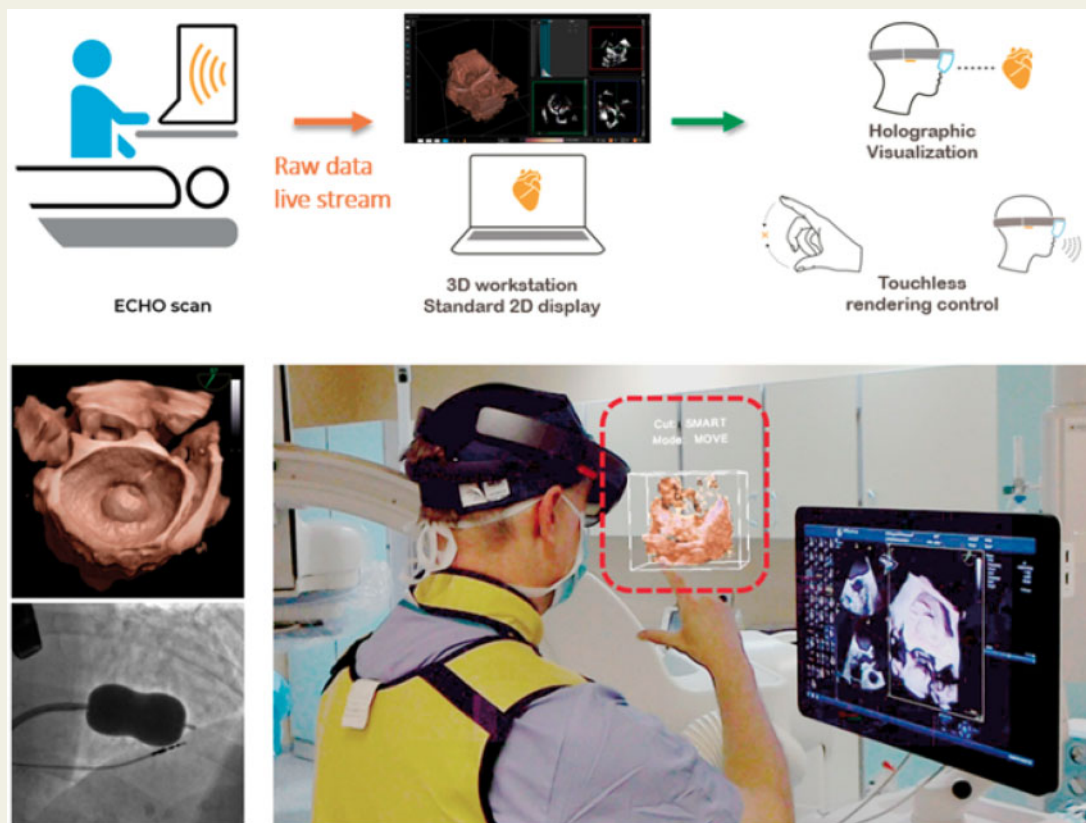 Raw data
live stream
ECHO scan
3D workstation
Standard 2D display
Holographic
Visualization
Touchless
rendering control
Cut: SMART
Mode: MOVE